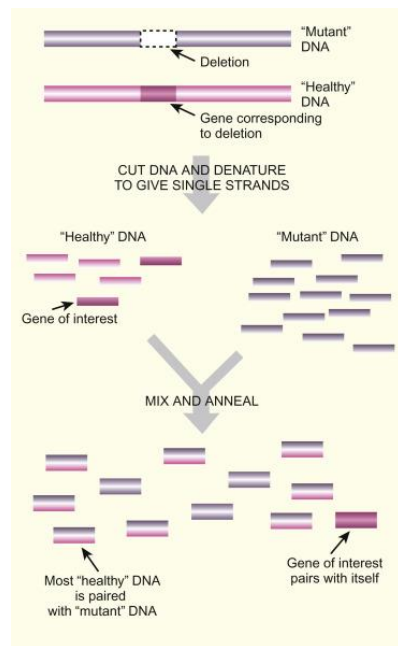 “Mutant”
DNA
Deletion
“Healthy”
DNA
Gene corresponding
to deletion
CUT DNA AND DENATURE
TO GIVE SINGLE STRANDS
“Healthy” DNA
“Mutant” DNA
Gene of interest
MIX AND ANNEAL
Most “healthy” DNA
is paired
with “mutant” DNA
Gene of interest
pairs with itself